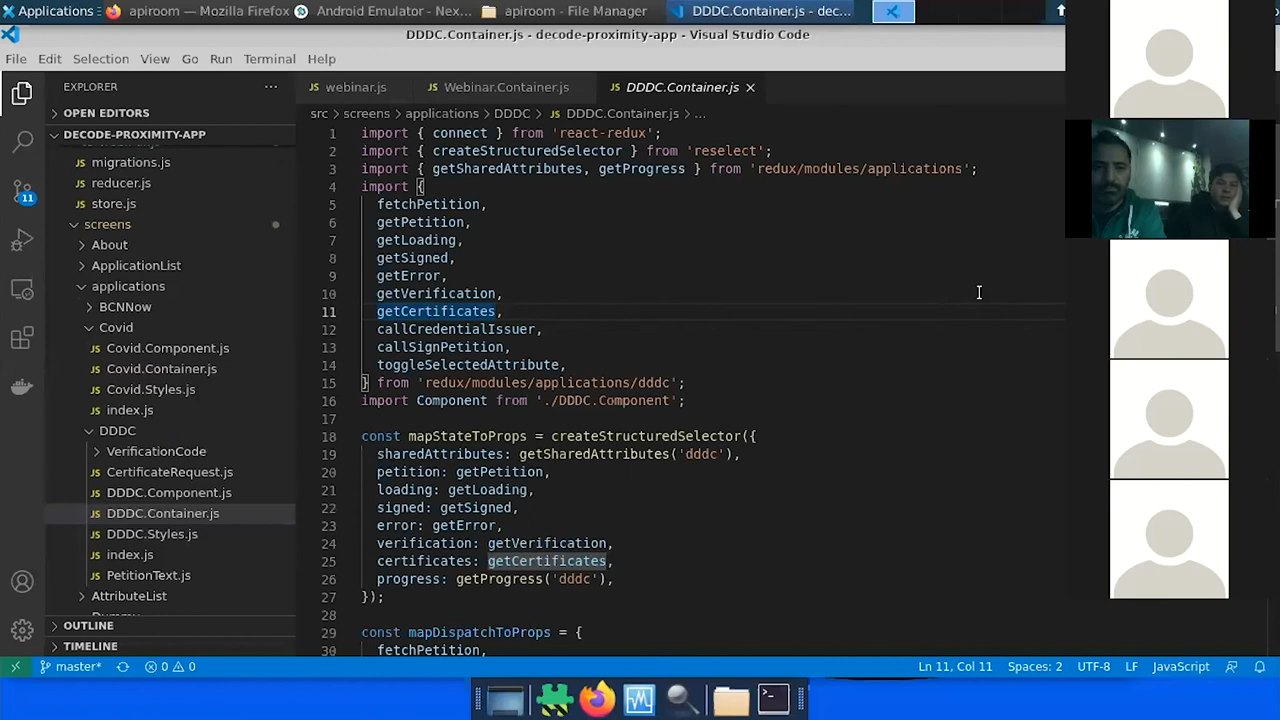 Applications
apiroom — Mozilla Firefox
Android Emulator - Nex...
apiroom - File Manager
DDDC.Container.js - dec...
DDDC.Container.js - decode-proximity-app - Visual Studio Code
File Edit Selection View Go Run Terminal Help
EXPLORER
OPEN EDITORS
DECODE-PROXIMITY-APP
migrations.js
reducer.js
store.js
screens
About
ApplicationList
applications
BCNNow
Covid
Covid.Component.js
Covid.Container.js
Covid.Styles.js
index.js
DDDC
VerificationCode
CertificateRequest.js
DDDC.Component.js
DDDC.Container.js
DDDC.Styles.js
index.js
PetitionText.js
AttributeList
OUTLINE
TIMELINE
11
webinar.js
Webinar.Container.js
DDDC.Container.js
src > screens > applications > DDDC > DDDC.Container.js > ...
1 import { connect } from 'react-redux';
2 import { createStructuredSelector } from 'reselect';
3 import { getSharedAttributes, getProgress } from 'redux/modules/applications';
4 import {
5 fetchPetition,
6 getPetition,
7 getLoading,
8 getSigned,
9 getError,
10 getVerification,
11 getCertificates,
12 callCredentialIssuer,
13 callSignPetition,
14 toggleSelectedAttribute,
15 } from 'redux/modules/applications/dddc';
16 import Component from './DDDC.Component';
17
18 const mapStateToProps = createStructuredSelector({
19 sharedAttributes: getSharedAttributes('dddc'),
20 petition: getPetition,
21 loading: getLoading,
22 signed: getSigned,
23 error: getError,
24 verification: getVerification,
25 certificates: getCertificates,
26 progress: getProgress('dddc'),
27 });
28
29 const mapDispatchToProps = {
30 fetchPetition,
master* 0 0
Ln 11, Col 11 Spaces: 2 UTF-8 LF JavaScript